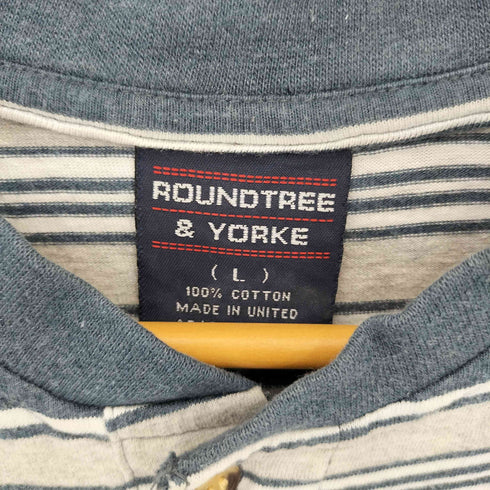 ROUNDTREE
& YORKE
( L )
100% COTTON
MADE IN UNITED